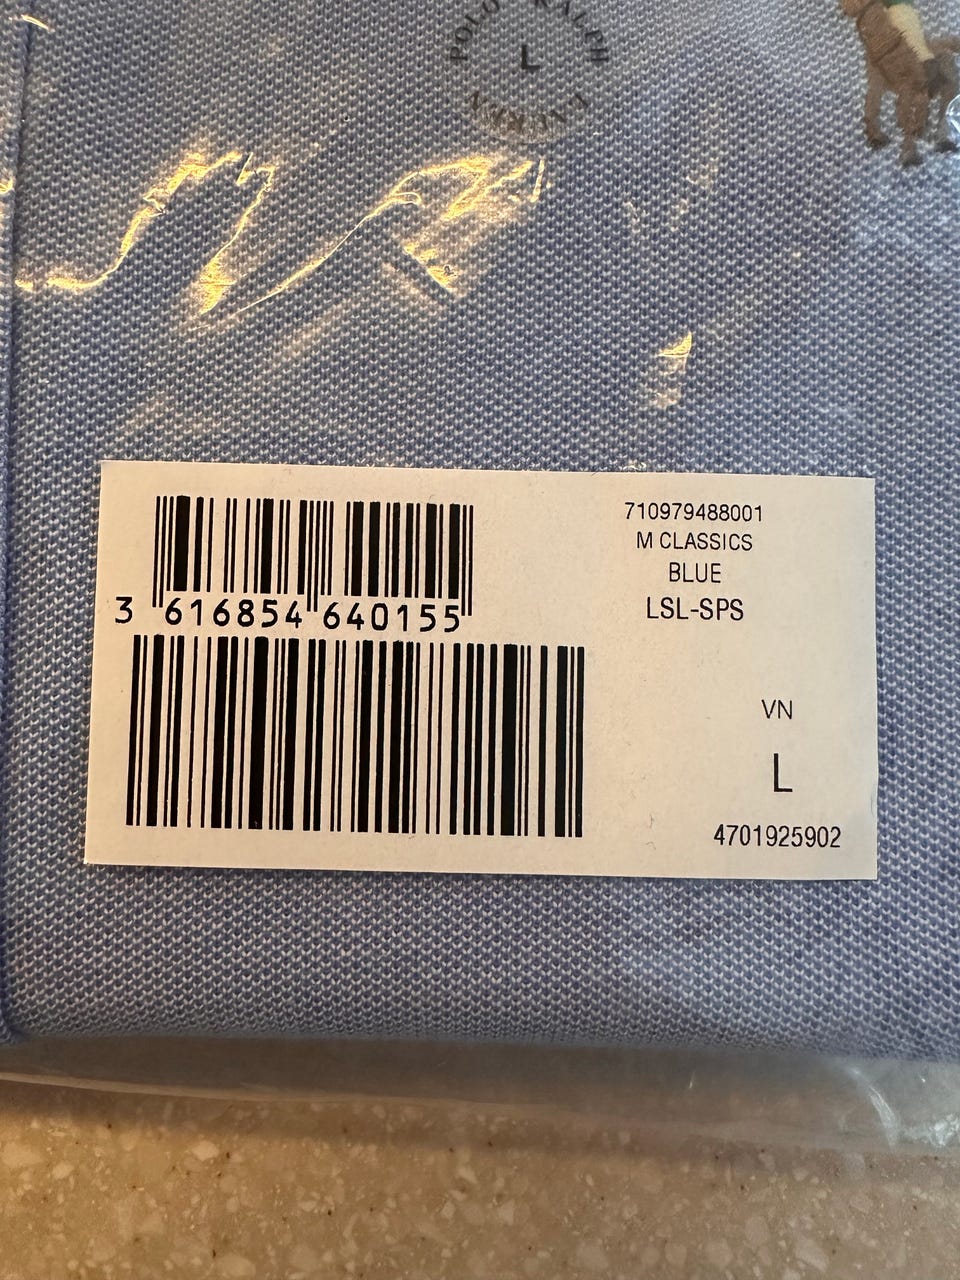 POLO RALPH
L
LAUREN
710979488001
M CLASSICS
BLUE
LSL-SPS
3 616854 640155
VN
L
4701925902